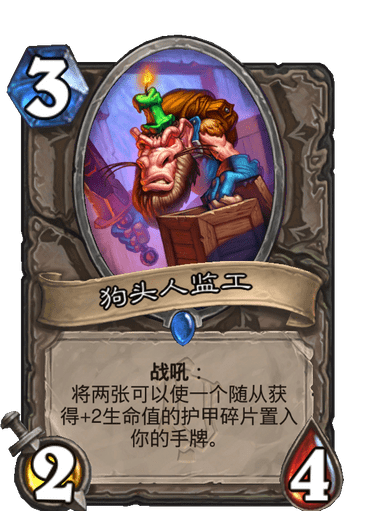 3
狗头人监工
战吼：
将两张可以使一个随从获
得+2生命值的护甲碎片置入
你的手牌。
2
4